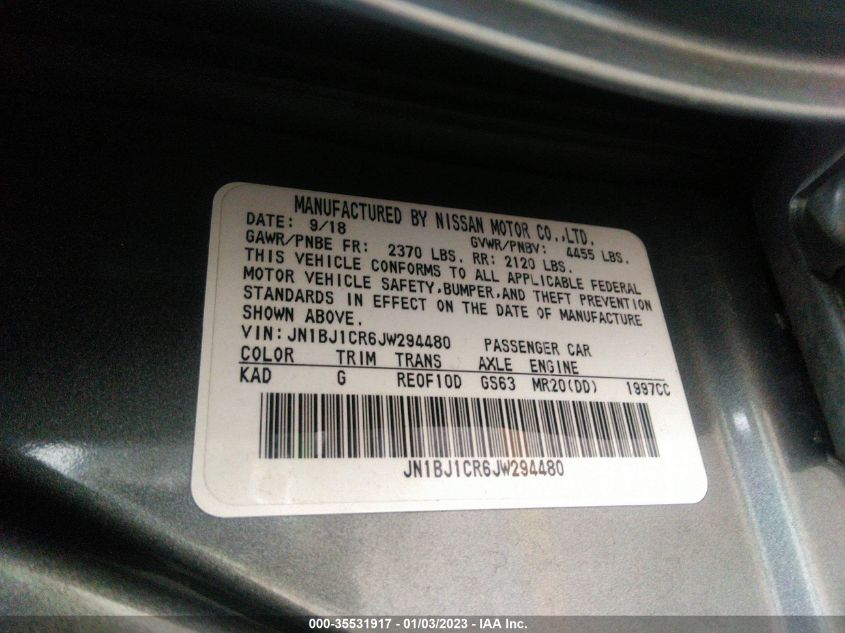 MANUFACTURED BY NISSAN MOTOR CO.,LTD.
DATE: 9/18 GVWR/PNBV: 4455 LBS.
GAWR/PNBE FR: 2370 LBS. RR: 2120 LBS.
THIS VEHICLE CONFORMS TO ALL APPLICABLE FEDERAL
MOTOR VEHICLE SAFETY,BUMPER,AND THEFT PREVENTION
STANDARDS IN EFFECT ON THE DATE OF MANUFACTURE
SHOWN ABOVE.
VIN: JN1BJ1CR6JW294480 PASSENGER CAR
COLOR TRIM TRANS AXLE ENGINE
KAD G RE0F10D GS63 MR20(DD) 1997CC
JN1BJ1CR6JW294480
000-35531917 - 01/03/2023 - IAA Inc.